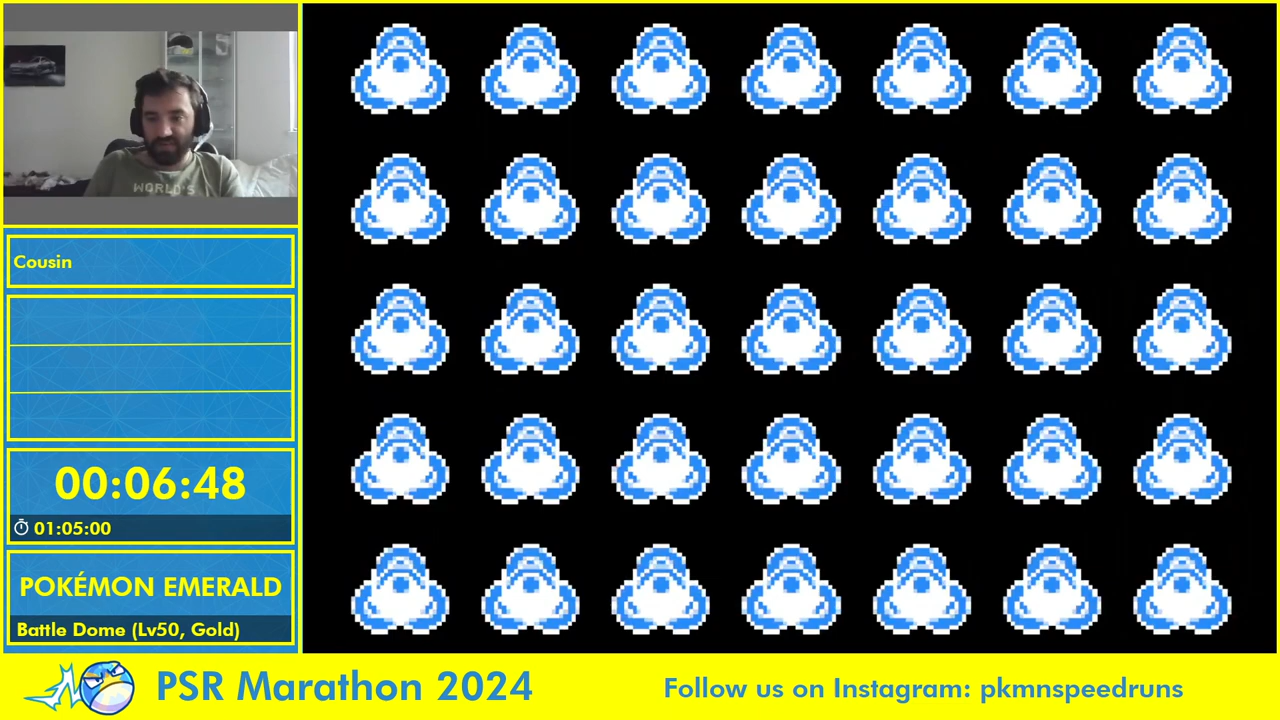 WORLD'S
Cousin
00:06:48
01:05:00
POKÉMON EMERALD
Battle Dome (Lv50, Gold)
PSR Marathon 2024
Follow us on Instagram: pkmnspeedruns